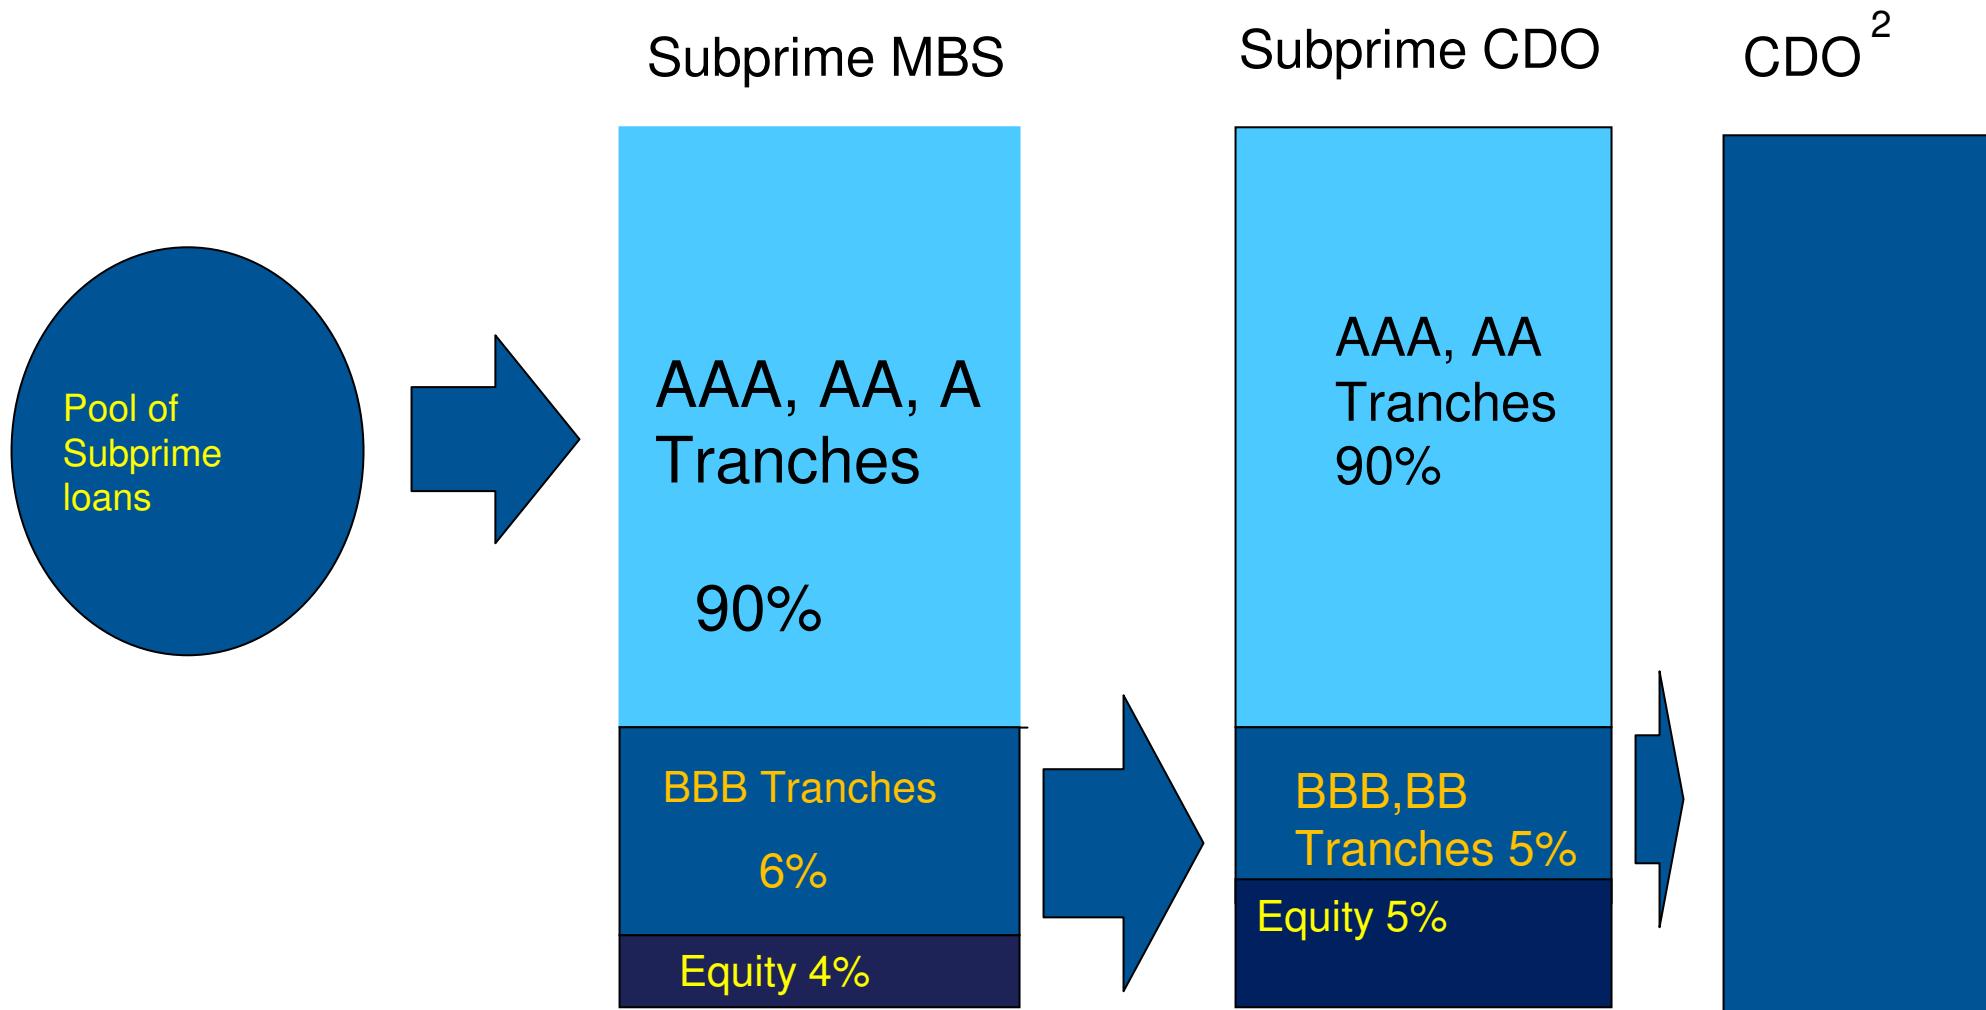 Subprime MBS
Subprime CDO
CDO 2
Pool of
Subprime
loans
AAA, AA, A
Tranches
90%
BBB Tranches
6%
Equity 4%
AAA, AA
Tranches
90%
BBB,BB
Tranches 5%
Equity 5%